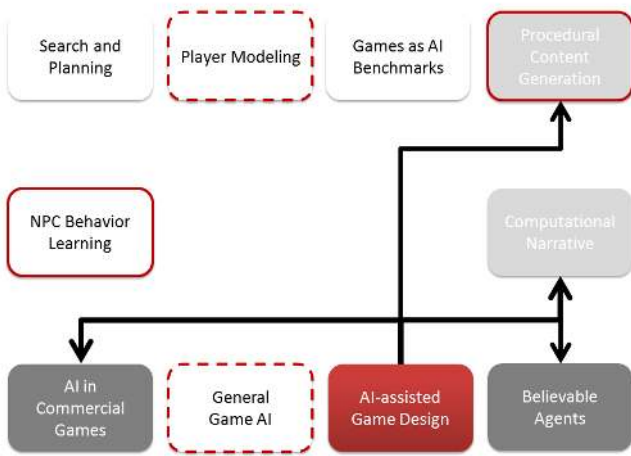 Search and
Planning
Player Modeling
Games as AI
Benchmarks
Procedural
Content
Generation
NPC Behavior
Learning
Computational
Narrative
AI in
Commercial
Games
General
Game AI
AI-assisted
Game Design
Believable
Agents